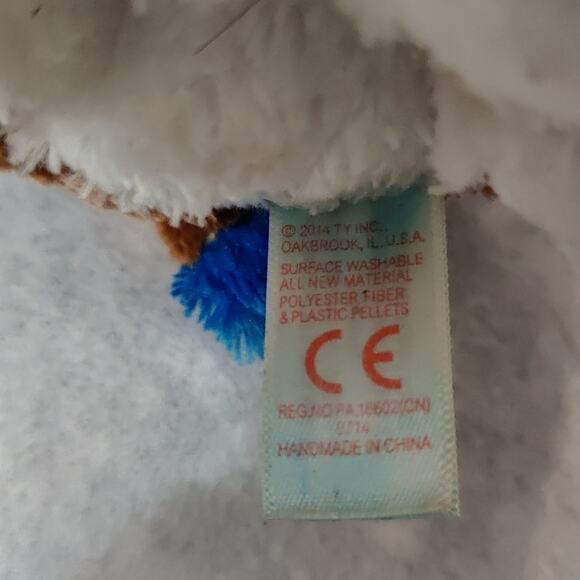 © 2014 TY INC.,
OAKBROOK, IL. U.S.A.
SURFACE WASHABLE
ALL NEW MATERIAL
POLYESTER FIBER
& PLASTIC PELLETS
CE
REG.NO PA.18602(CN)
HANDMADE IN CHINA